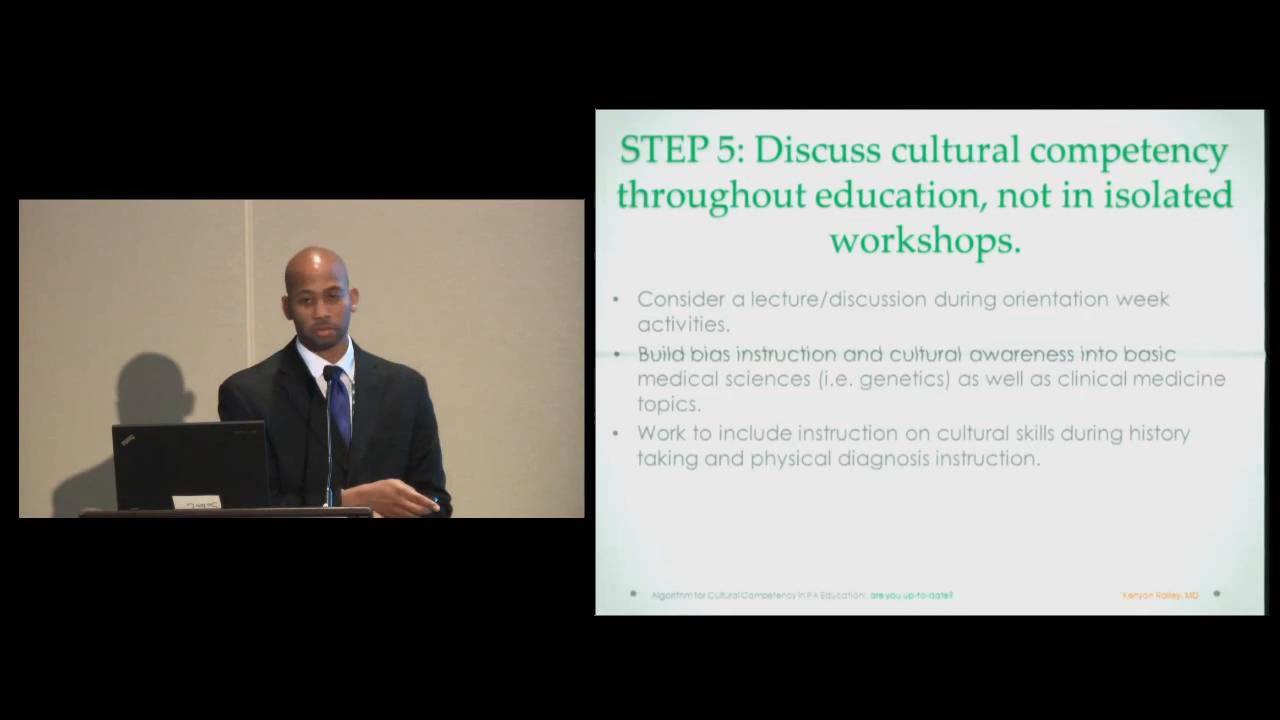 STEP 5: Discuss cultural competency
throughout education, not in isolated
workshops.
• Consider a lecture/discussion during orientation week
activities.
• Build bias instruction and cultural awareness into basic
medical sciences (i.e. genetics) as well as clinical medicine
topics.
• Work to include instruction on cultural skills during history
taking and physical diagnosis instruction.
Algorithm for Cultural Competency in PA Education: are you up-to-date?
Kenyon Railey, MD